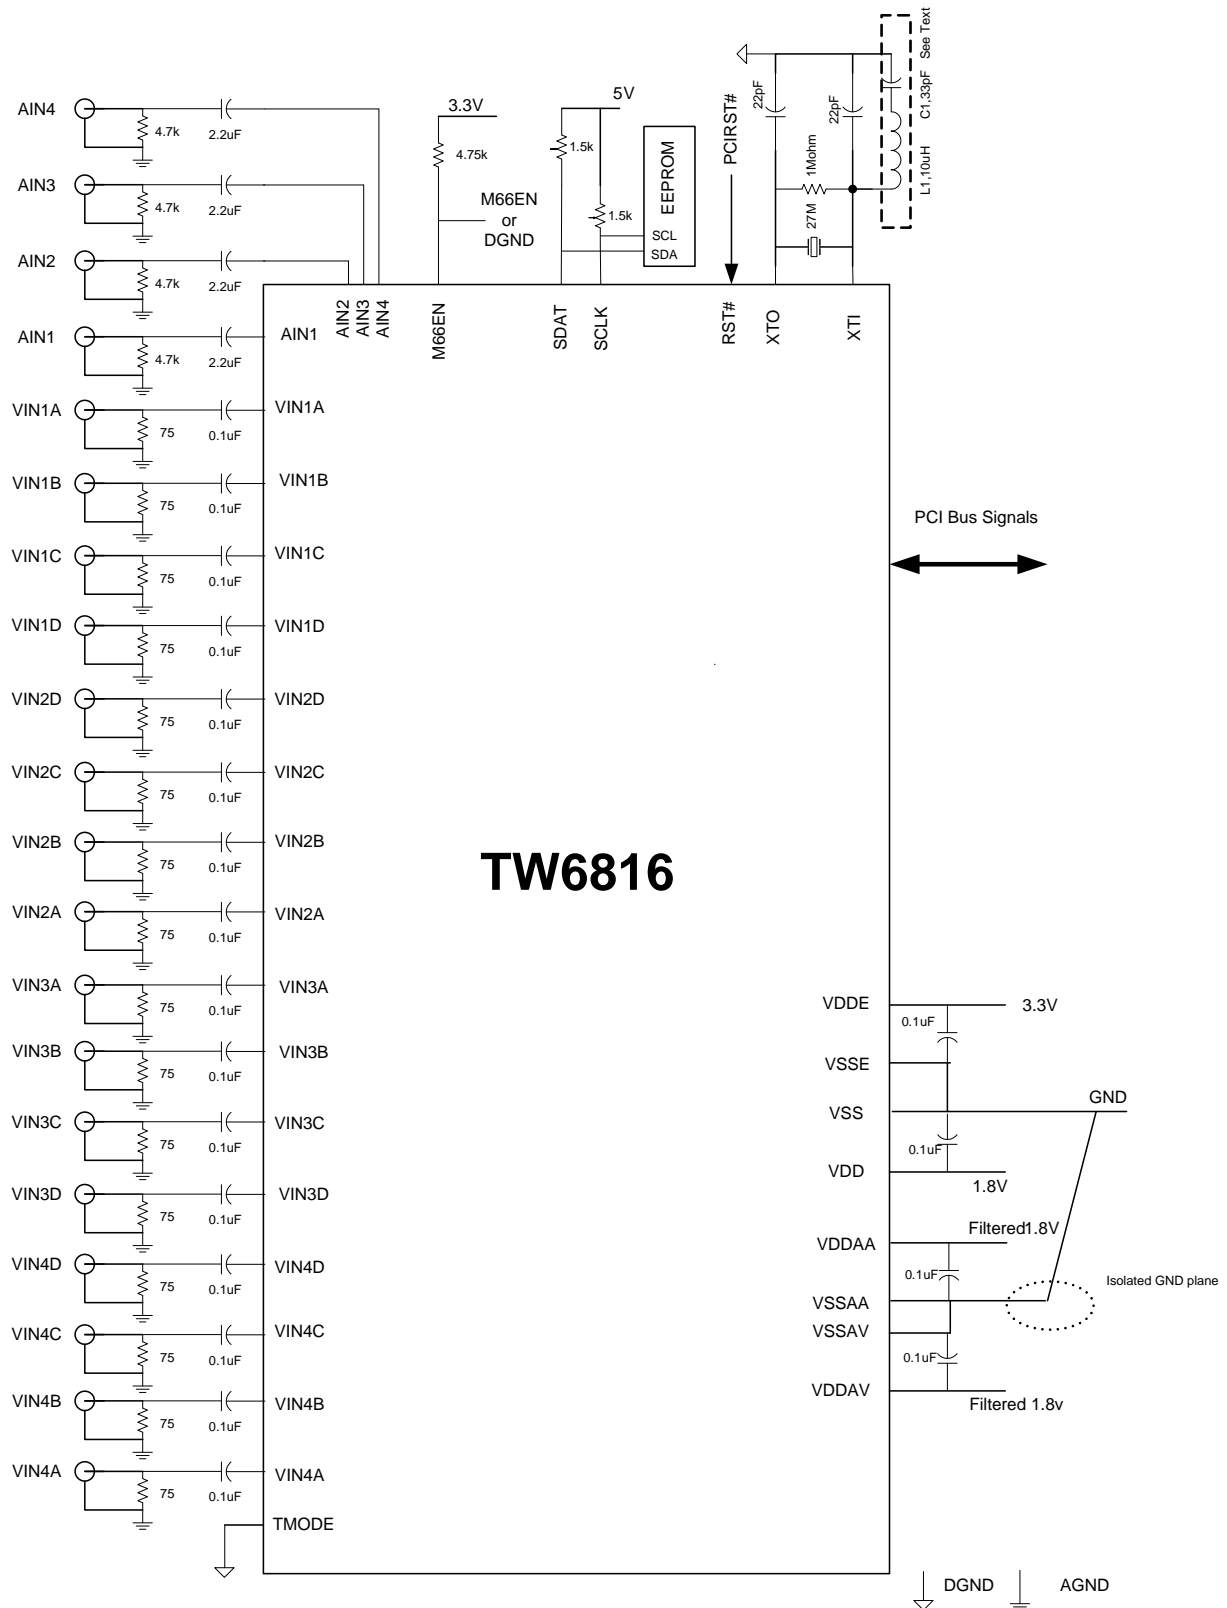 See Text
C1,33pF
L1,10uH
22pF
22pF
1Mohm
27M
PCIRST#
5V
3.3V
1.5k
1.5k
4.75k
EEPROM
SCL
SDA
M66EN
or
DGND
AIN4
4.7k
2.2uF
AIN3
4.7k
2.2uF
AIN2
4.7k
2.2uF
AIN2
AIN3
AIN4
M66EN
SDAT
SCLK
RST#
XTO
XTI
AIN1
4.7k
2.2uF
AIN1
VIN1A
75
0.1uF
VIN1A
VIN1B
75
0.1uF
VIN1B
VIN1C
75
0.1uF
VIN1C
VIN1D
75
0.1uF
VIN1D
VIN2D
75
0.1uF
VIN2D
VIN2C
75
0.1uF
VIN2C
VIN2B
75
0.1uF
VIN2B
VIN2A
75
0.1uF
VIN2A
VIN3A
75
0.1uF
VIN3A
VIN3B
75
0.1uF
VIN3B
VIN3C
75
0.1uF
VIN3C
VIN3D
75
0.1uF
VIN3D
VIN4D
75
0.1uF
VIN4D
VIN4C
75
0.1uF
VIN4C
VIN4B
75
0.1uF
VIN4B
VIN4A
75
0.1uF
VIN4A
TMODE
TW6816
PCI Bus Signals
VDDE
0.1uF
3.3V
VSSE
VSS
GND
0.1uF
VDD
1.8V
Filtered1.8V
VDDAA
0.1uF
Isolated GND plane
VSSAA
VSSAV
0.1uF
VDDAV
Filtered 1.8v
DGND
AGND